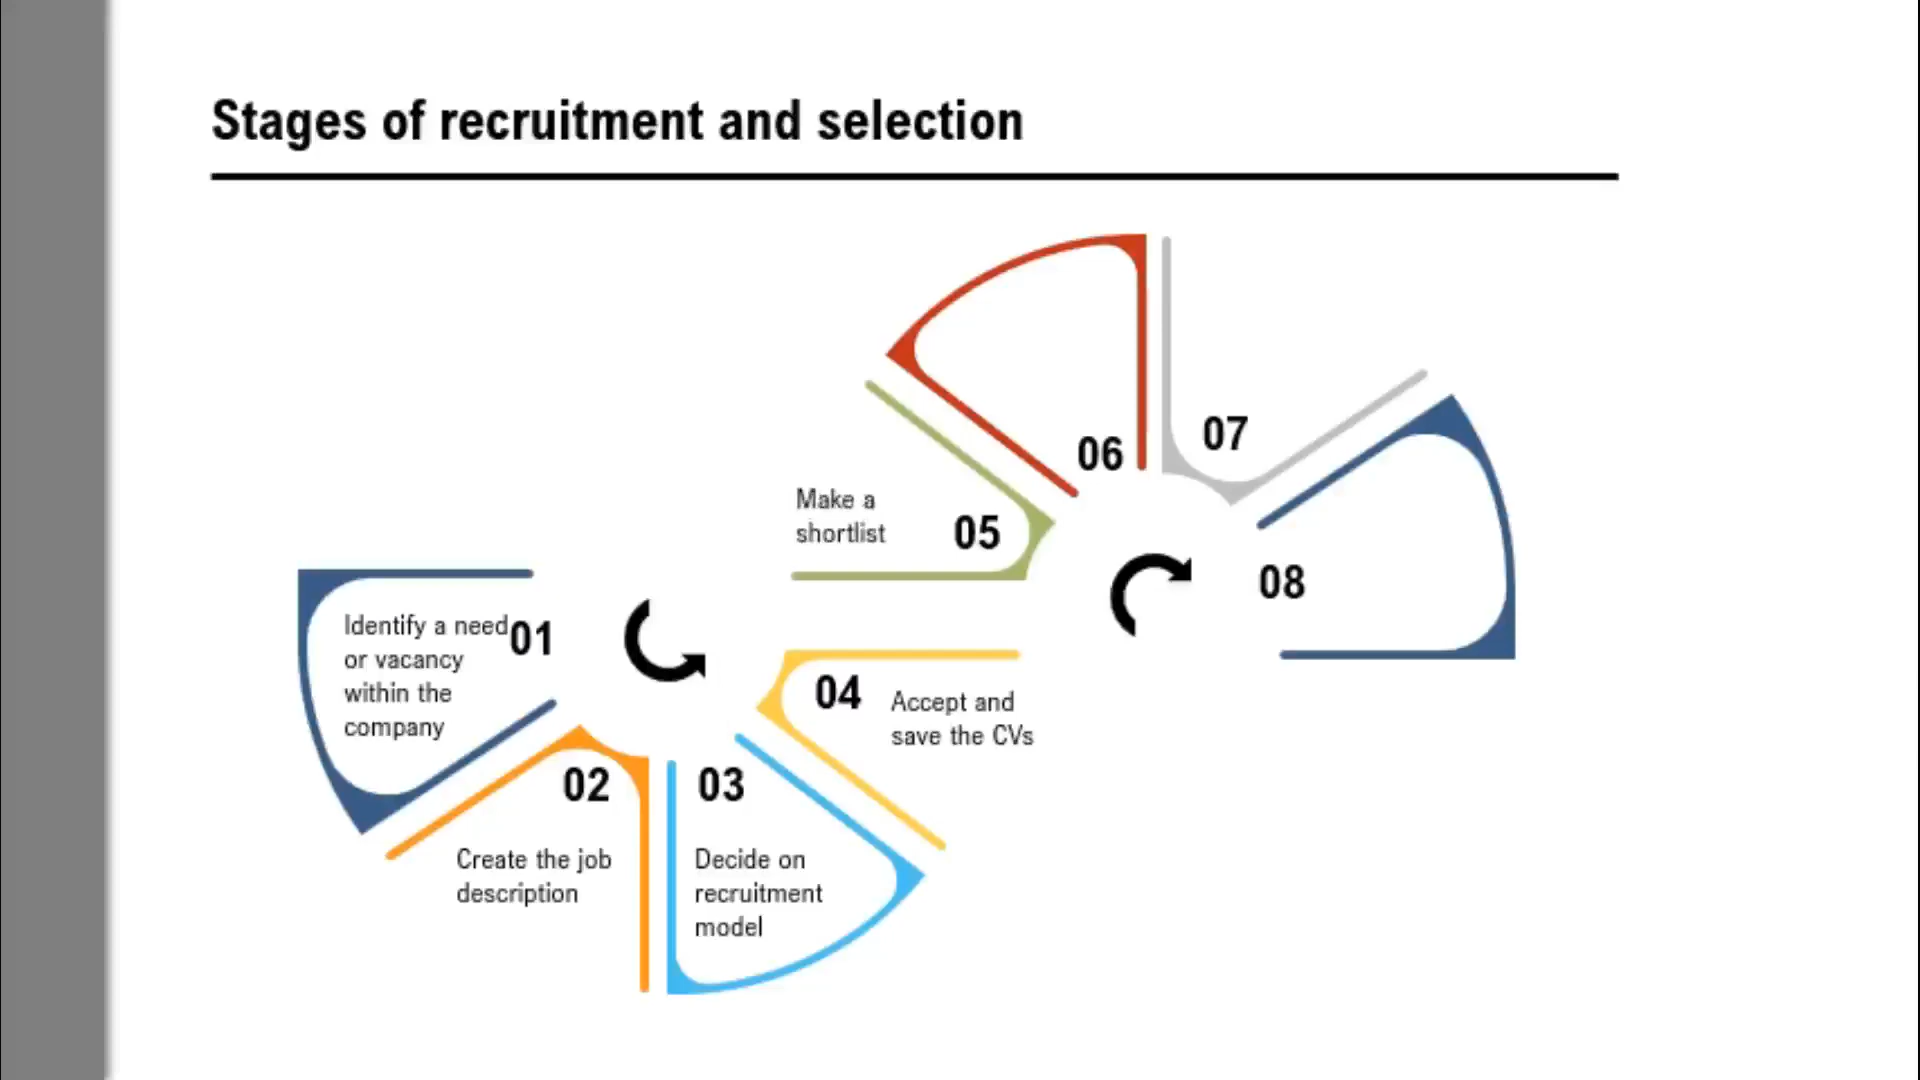 Stages of recruitment and selection
01
Identify a need
or vacancy
within the
company
02
Create the job
description
03
Decide on
recruitment
model
04
Accept and
save the CVs
05
Make a
shortlist
06
07
08